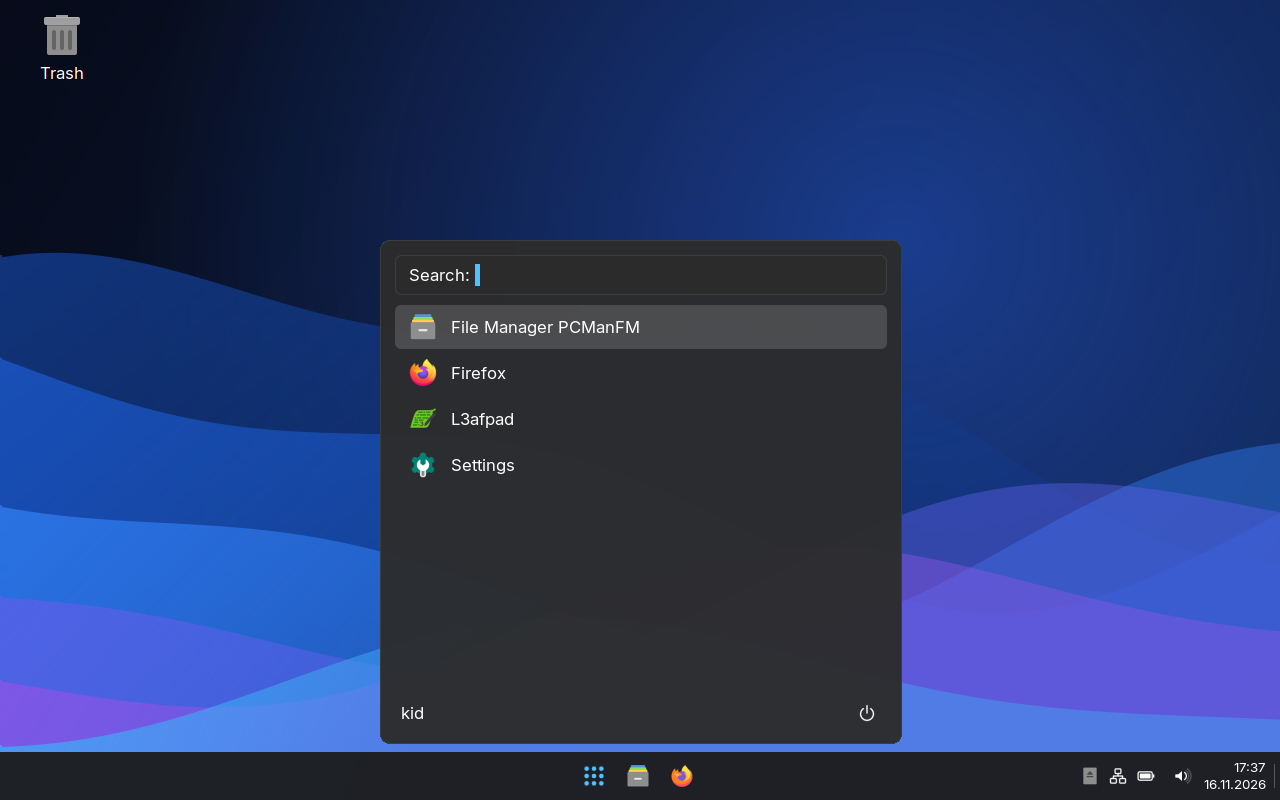 Trash
Search:
File Manager PCManFM
Firefox
L3afpad
Settings
kid
17:37
16.11.2026